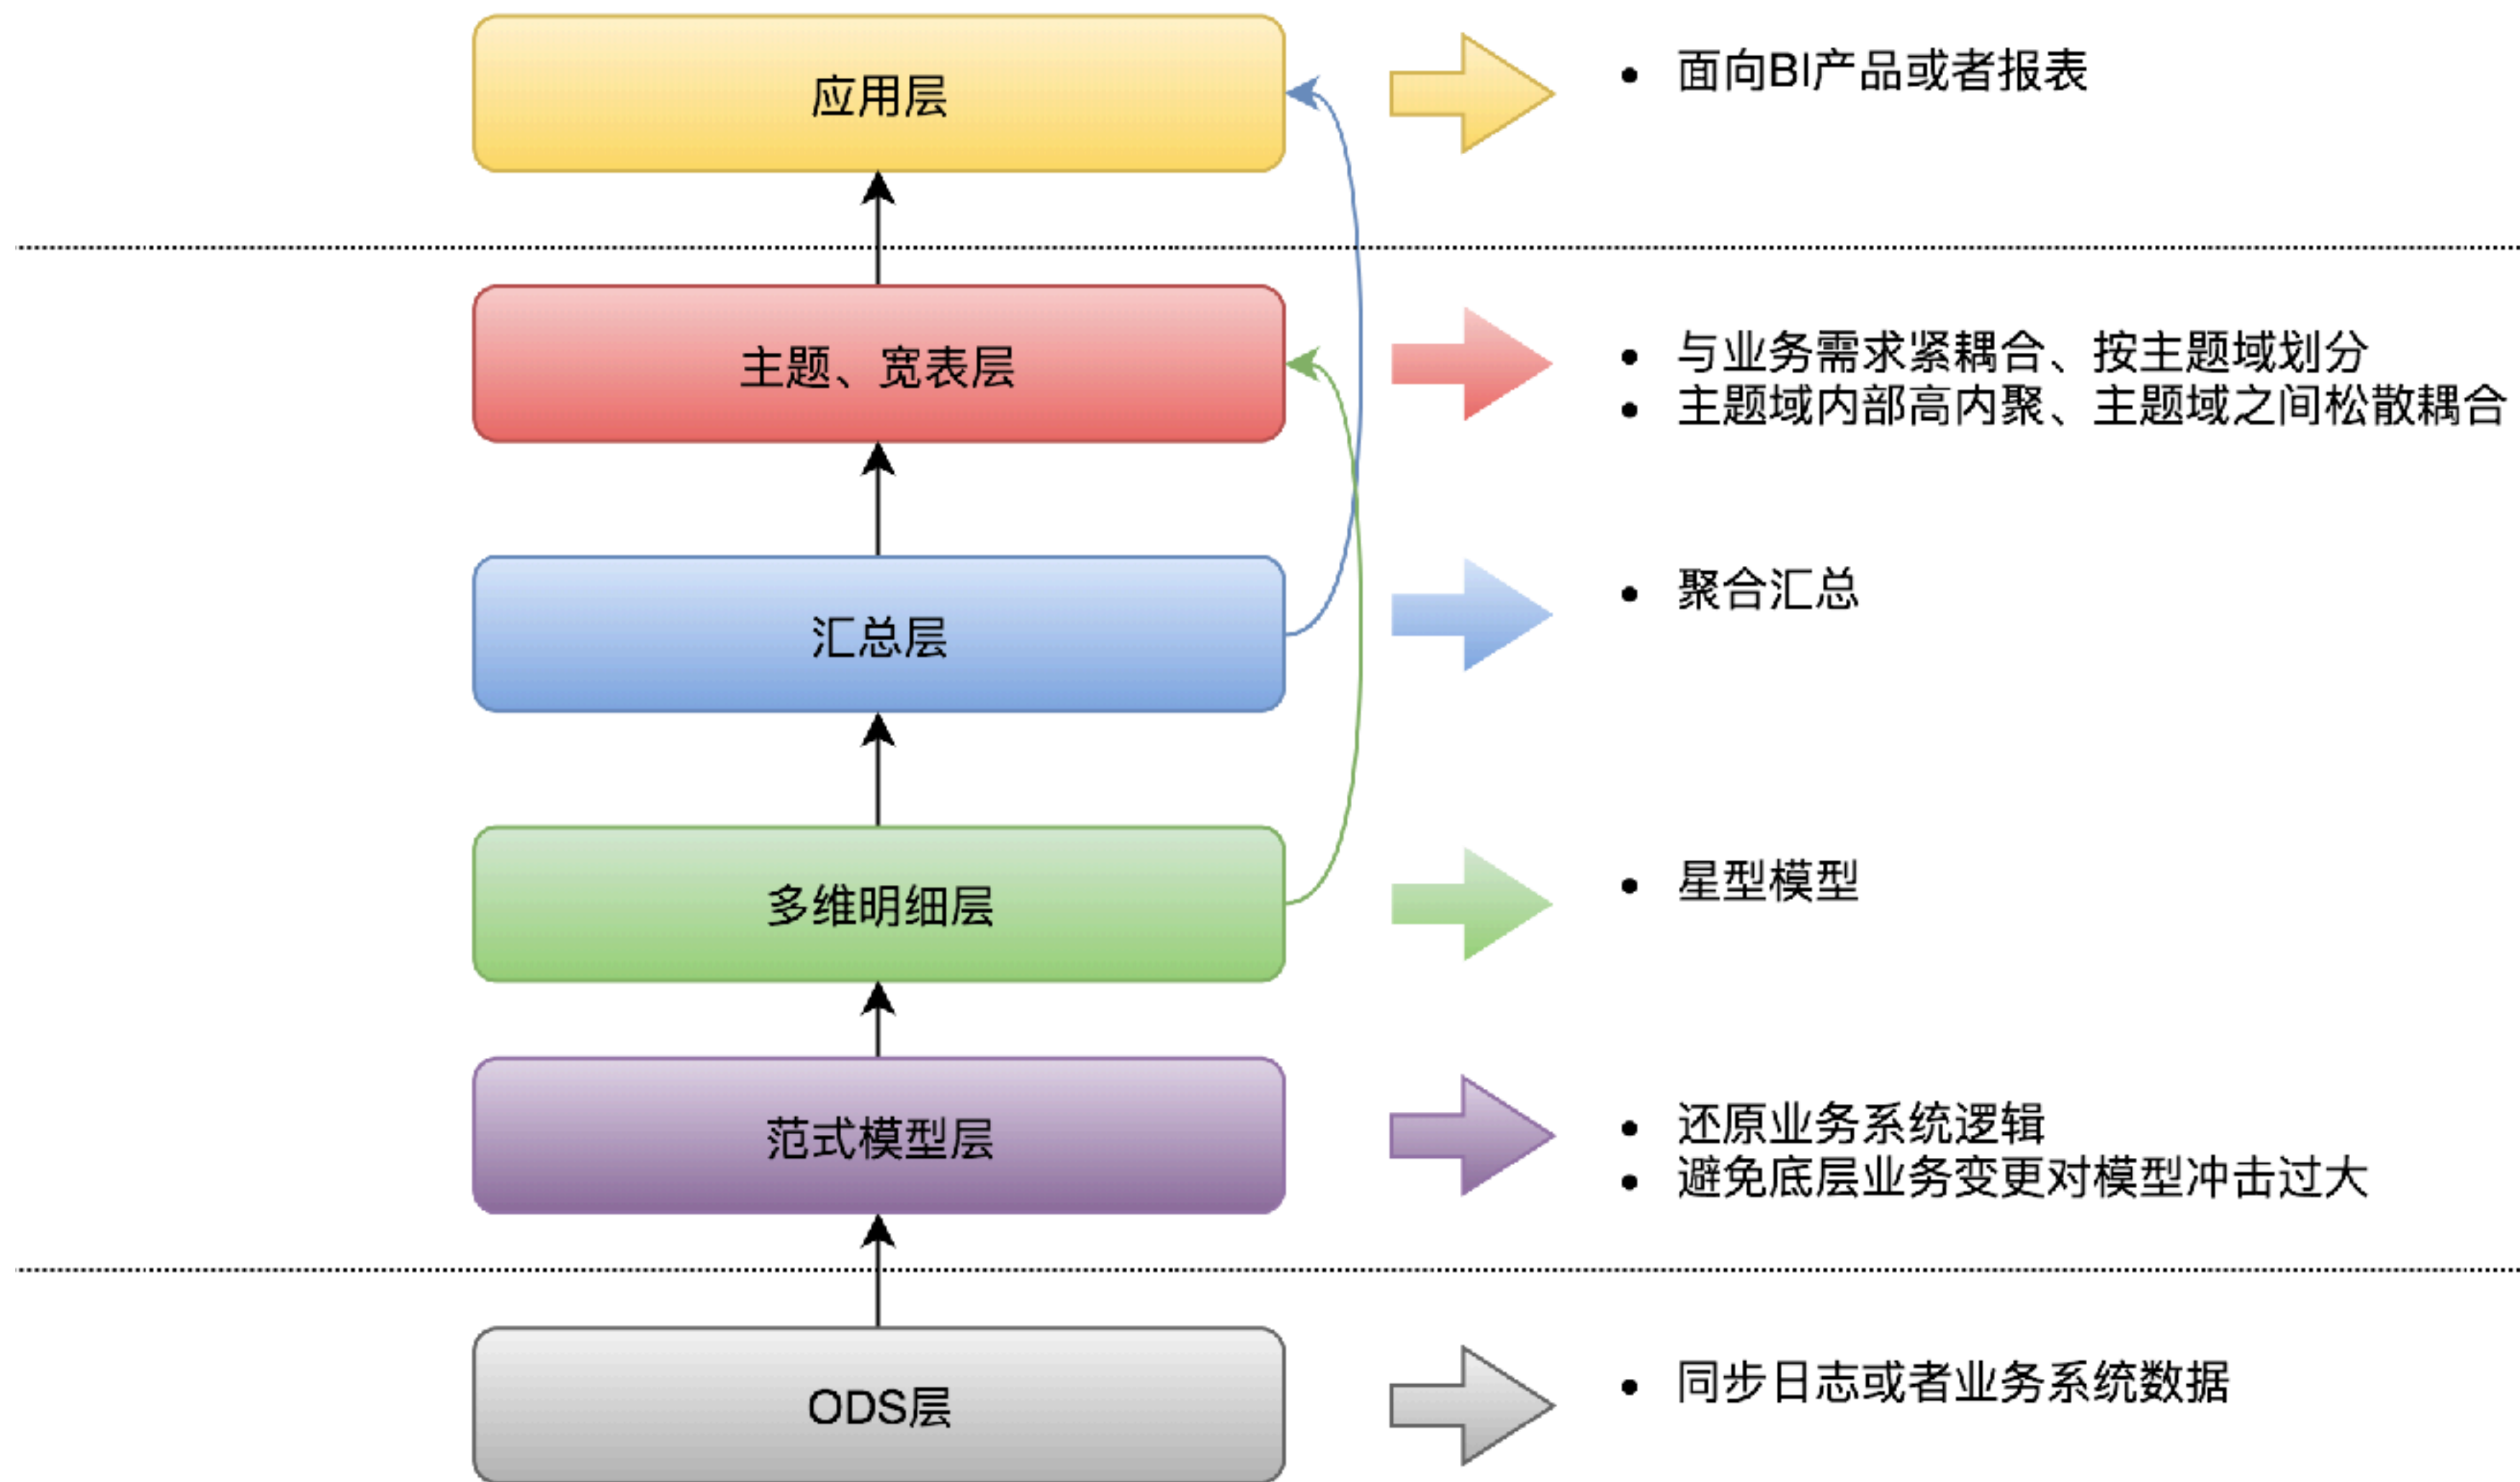 应用层
面向BI产品或者报表
主题、宽表层
与业务需求紧耦合、按主题域划分
主题域内部高内聚、主题域之间松散耦合
汇总层
聚合汇总
多维明细层
星型模型
范式模型层
还原业务系统逻辑
避免底层业务变更对模型冲击过大
ODS层
同步日志或者业务系统数据